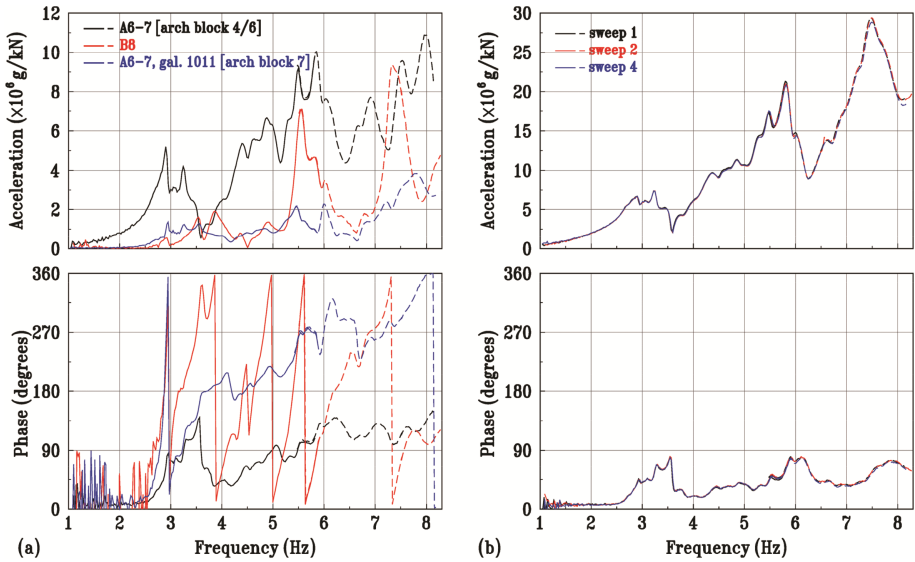 12
10
8
6
4
2
0
Acceleration (×10⁶ g/kN)
A6-7 [arch block 4/6]
B8
A6-7, gal. 1011 [arch block 7]
30
25
20
15
10
5
0
Acceleration (×10⁶ g/kN)
sweep 1
sweep 2
sweep 4
360
270
180
90
0
Phase (degrees)
1 2 3 4 5 6 7 8
Frequency (Hz)
(a)
360
270
180
90
0
Phase (degrees)
1 2 3 4 5 6 7 8
Frequency (Hz)
(b)